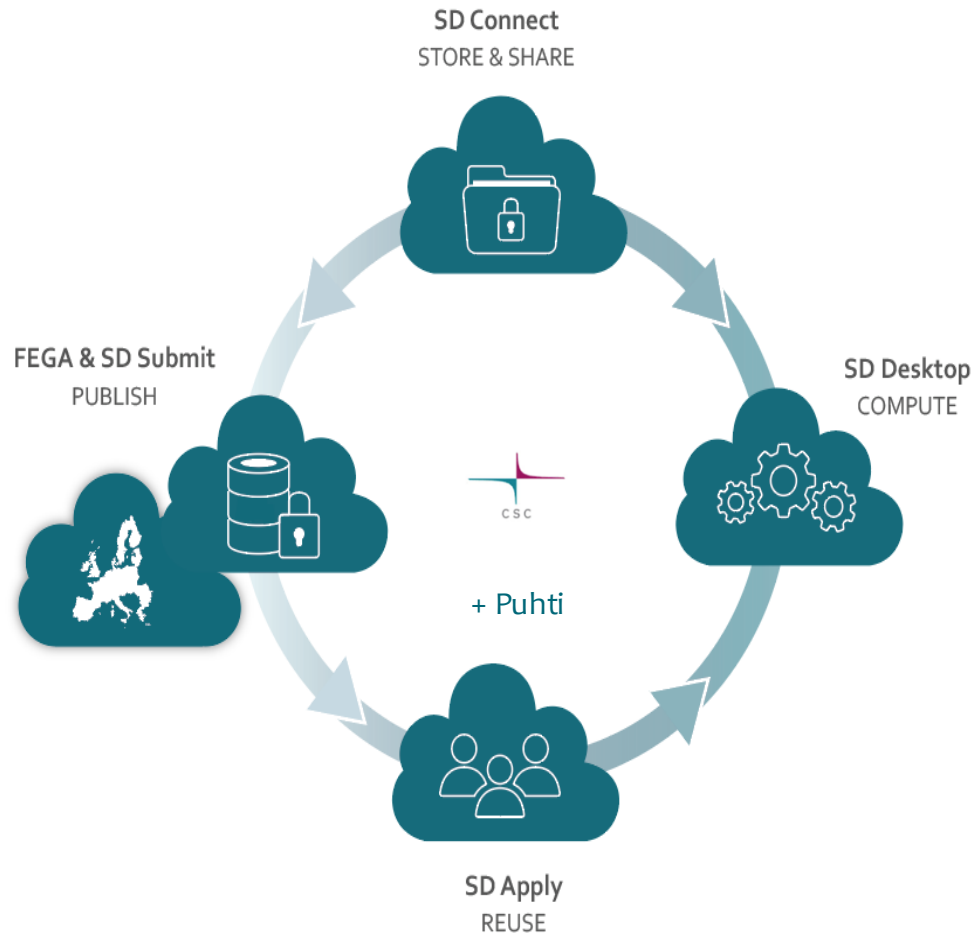 SD Connect
STORE & SHARE
FEGA & SD Submit
PUBLISH
SD Desktop
COMPUTE
CSC
+ Puhti
SD Apply
REUSE